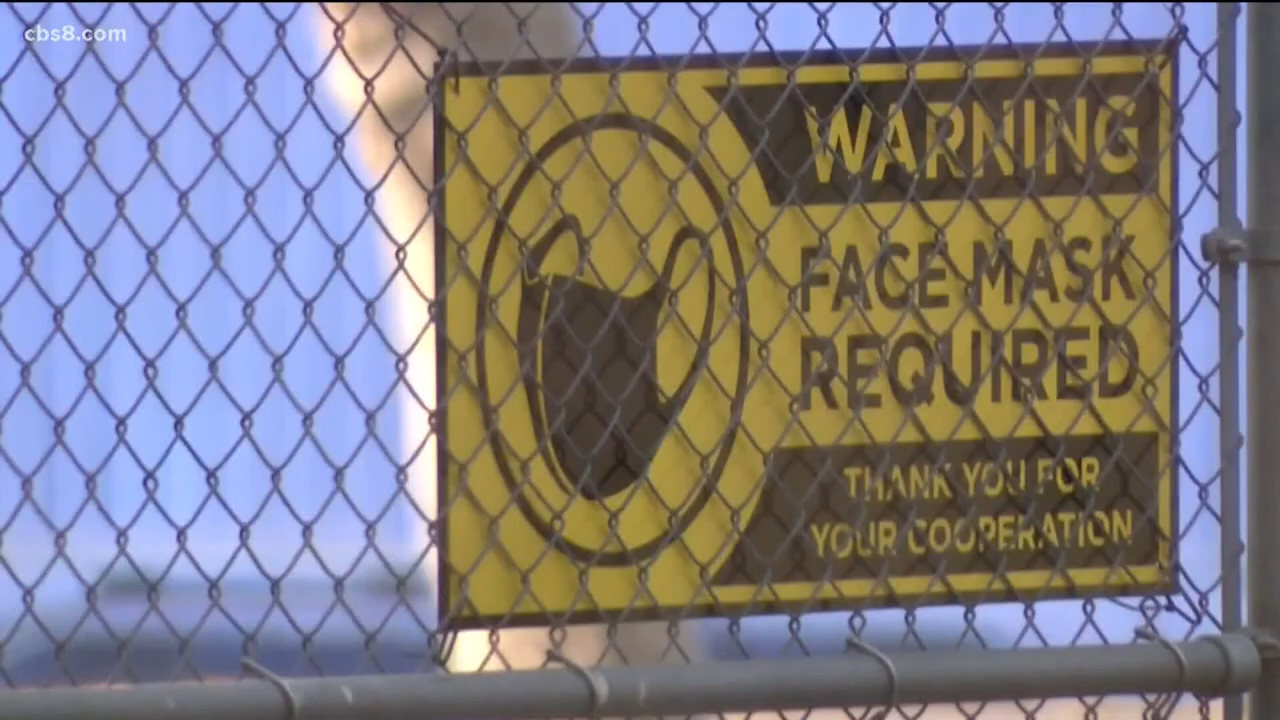 cbs8.com
WARNING
FACE MASK
REQUIRED
THANK YOU FOR
YOUR COOPERATION